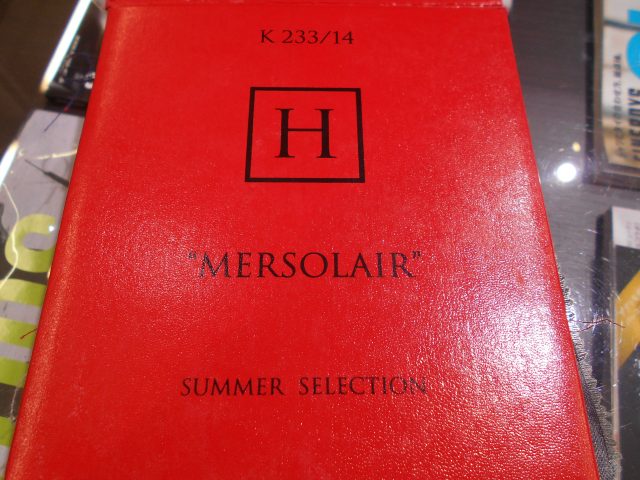 K 233/14
H
"MERSOLAIR"
SUMMER SELECTION